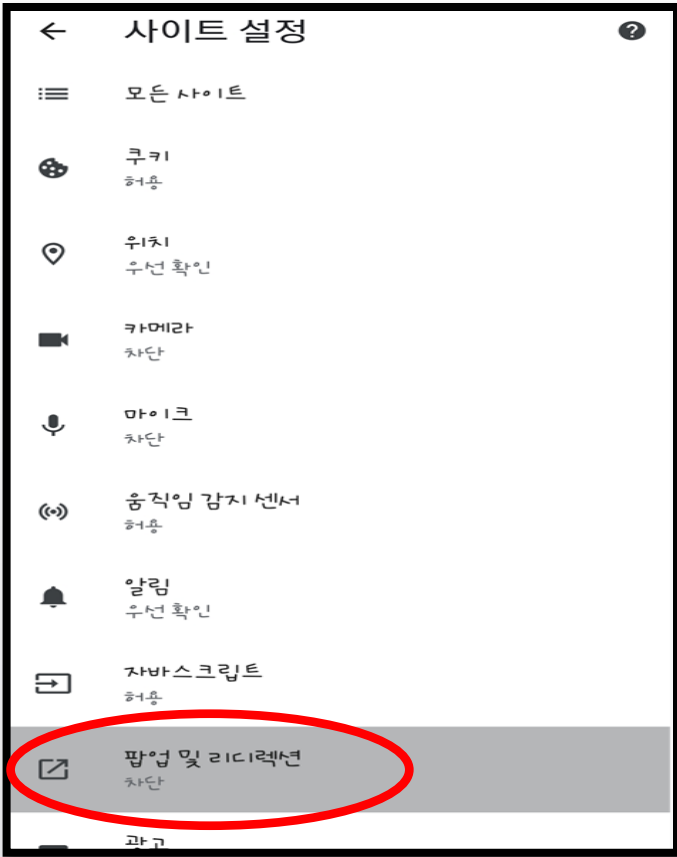 사이트 설정
모든 사이트
쿠키
허용
위치
우선 확인
카메라
차단
마이크
차단
움직임 감지 센서
허용
알림
우선 확인
자바스크립트
허용
팝업 및 리디렉션
차단
광고